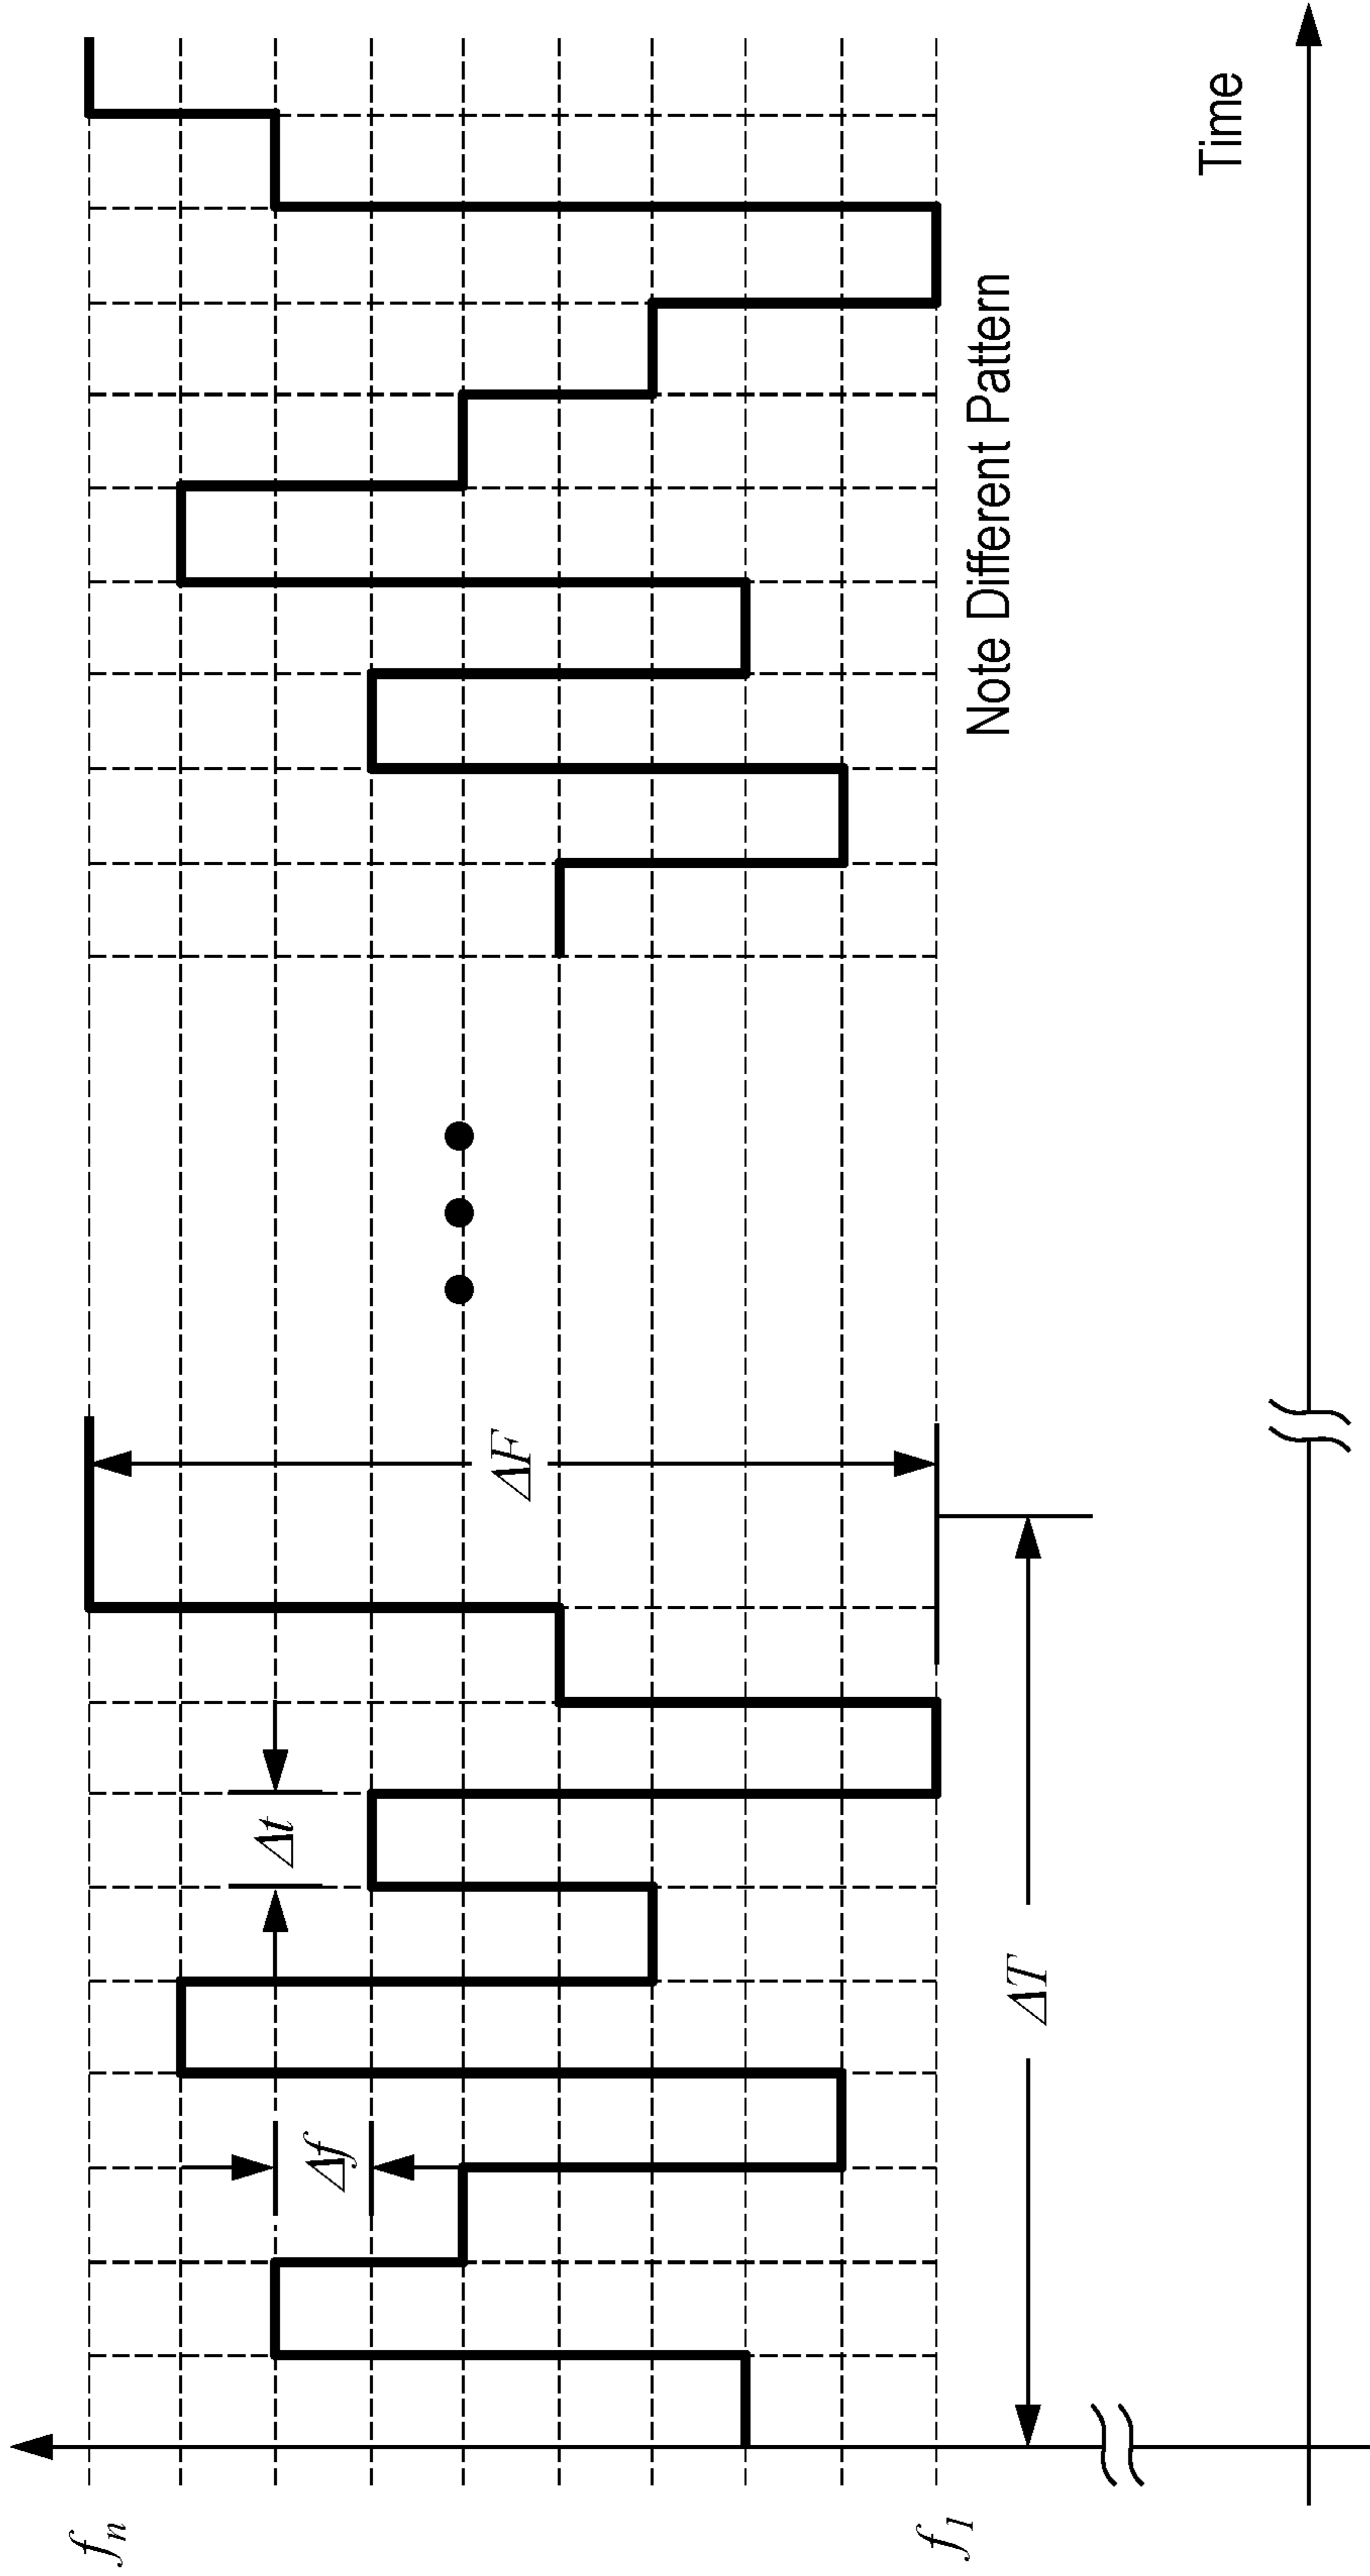 fn
f1
Δf
Δt
ΔF
ΔT
Note Different Pattern
Time